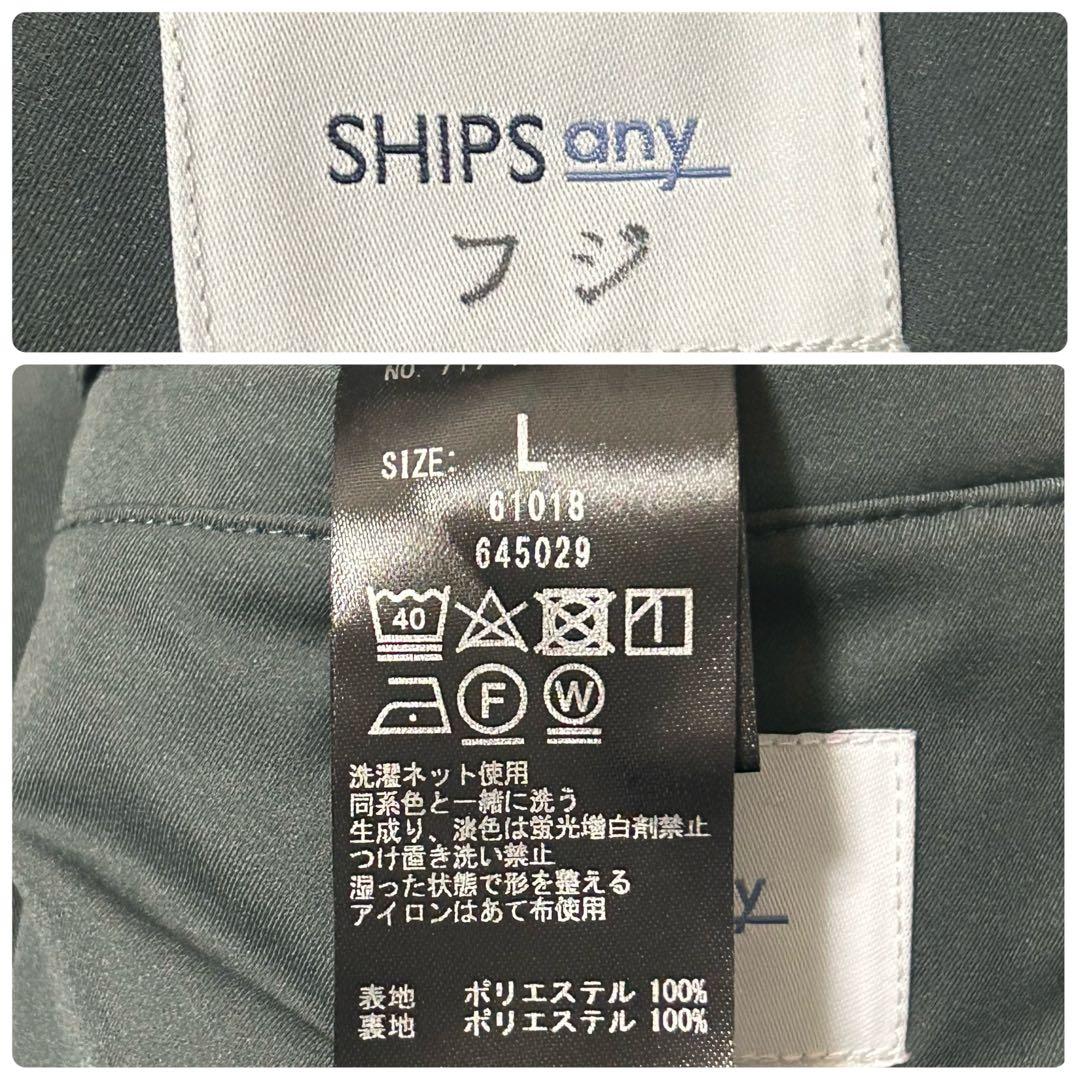 SHIPS any
フジ
NO.
SIZE: L
61018
645029
40
F W
洗濯ネット使用
同系色と一緒に洗う
生成り、淡色は蛍光増白剤禁止
つけ置き洗い禁止
湿った状態で形を整える
アイロンはあて布使用
表地 ポリエステル 100%
裏地 ポリエステル 100%